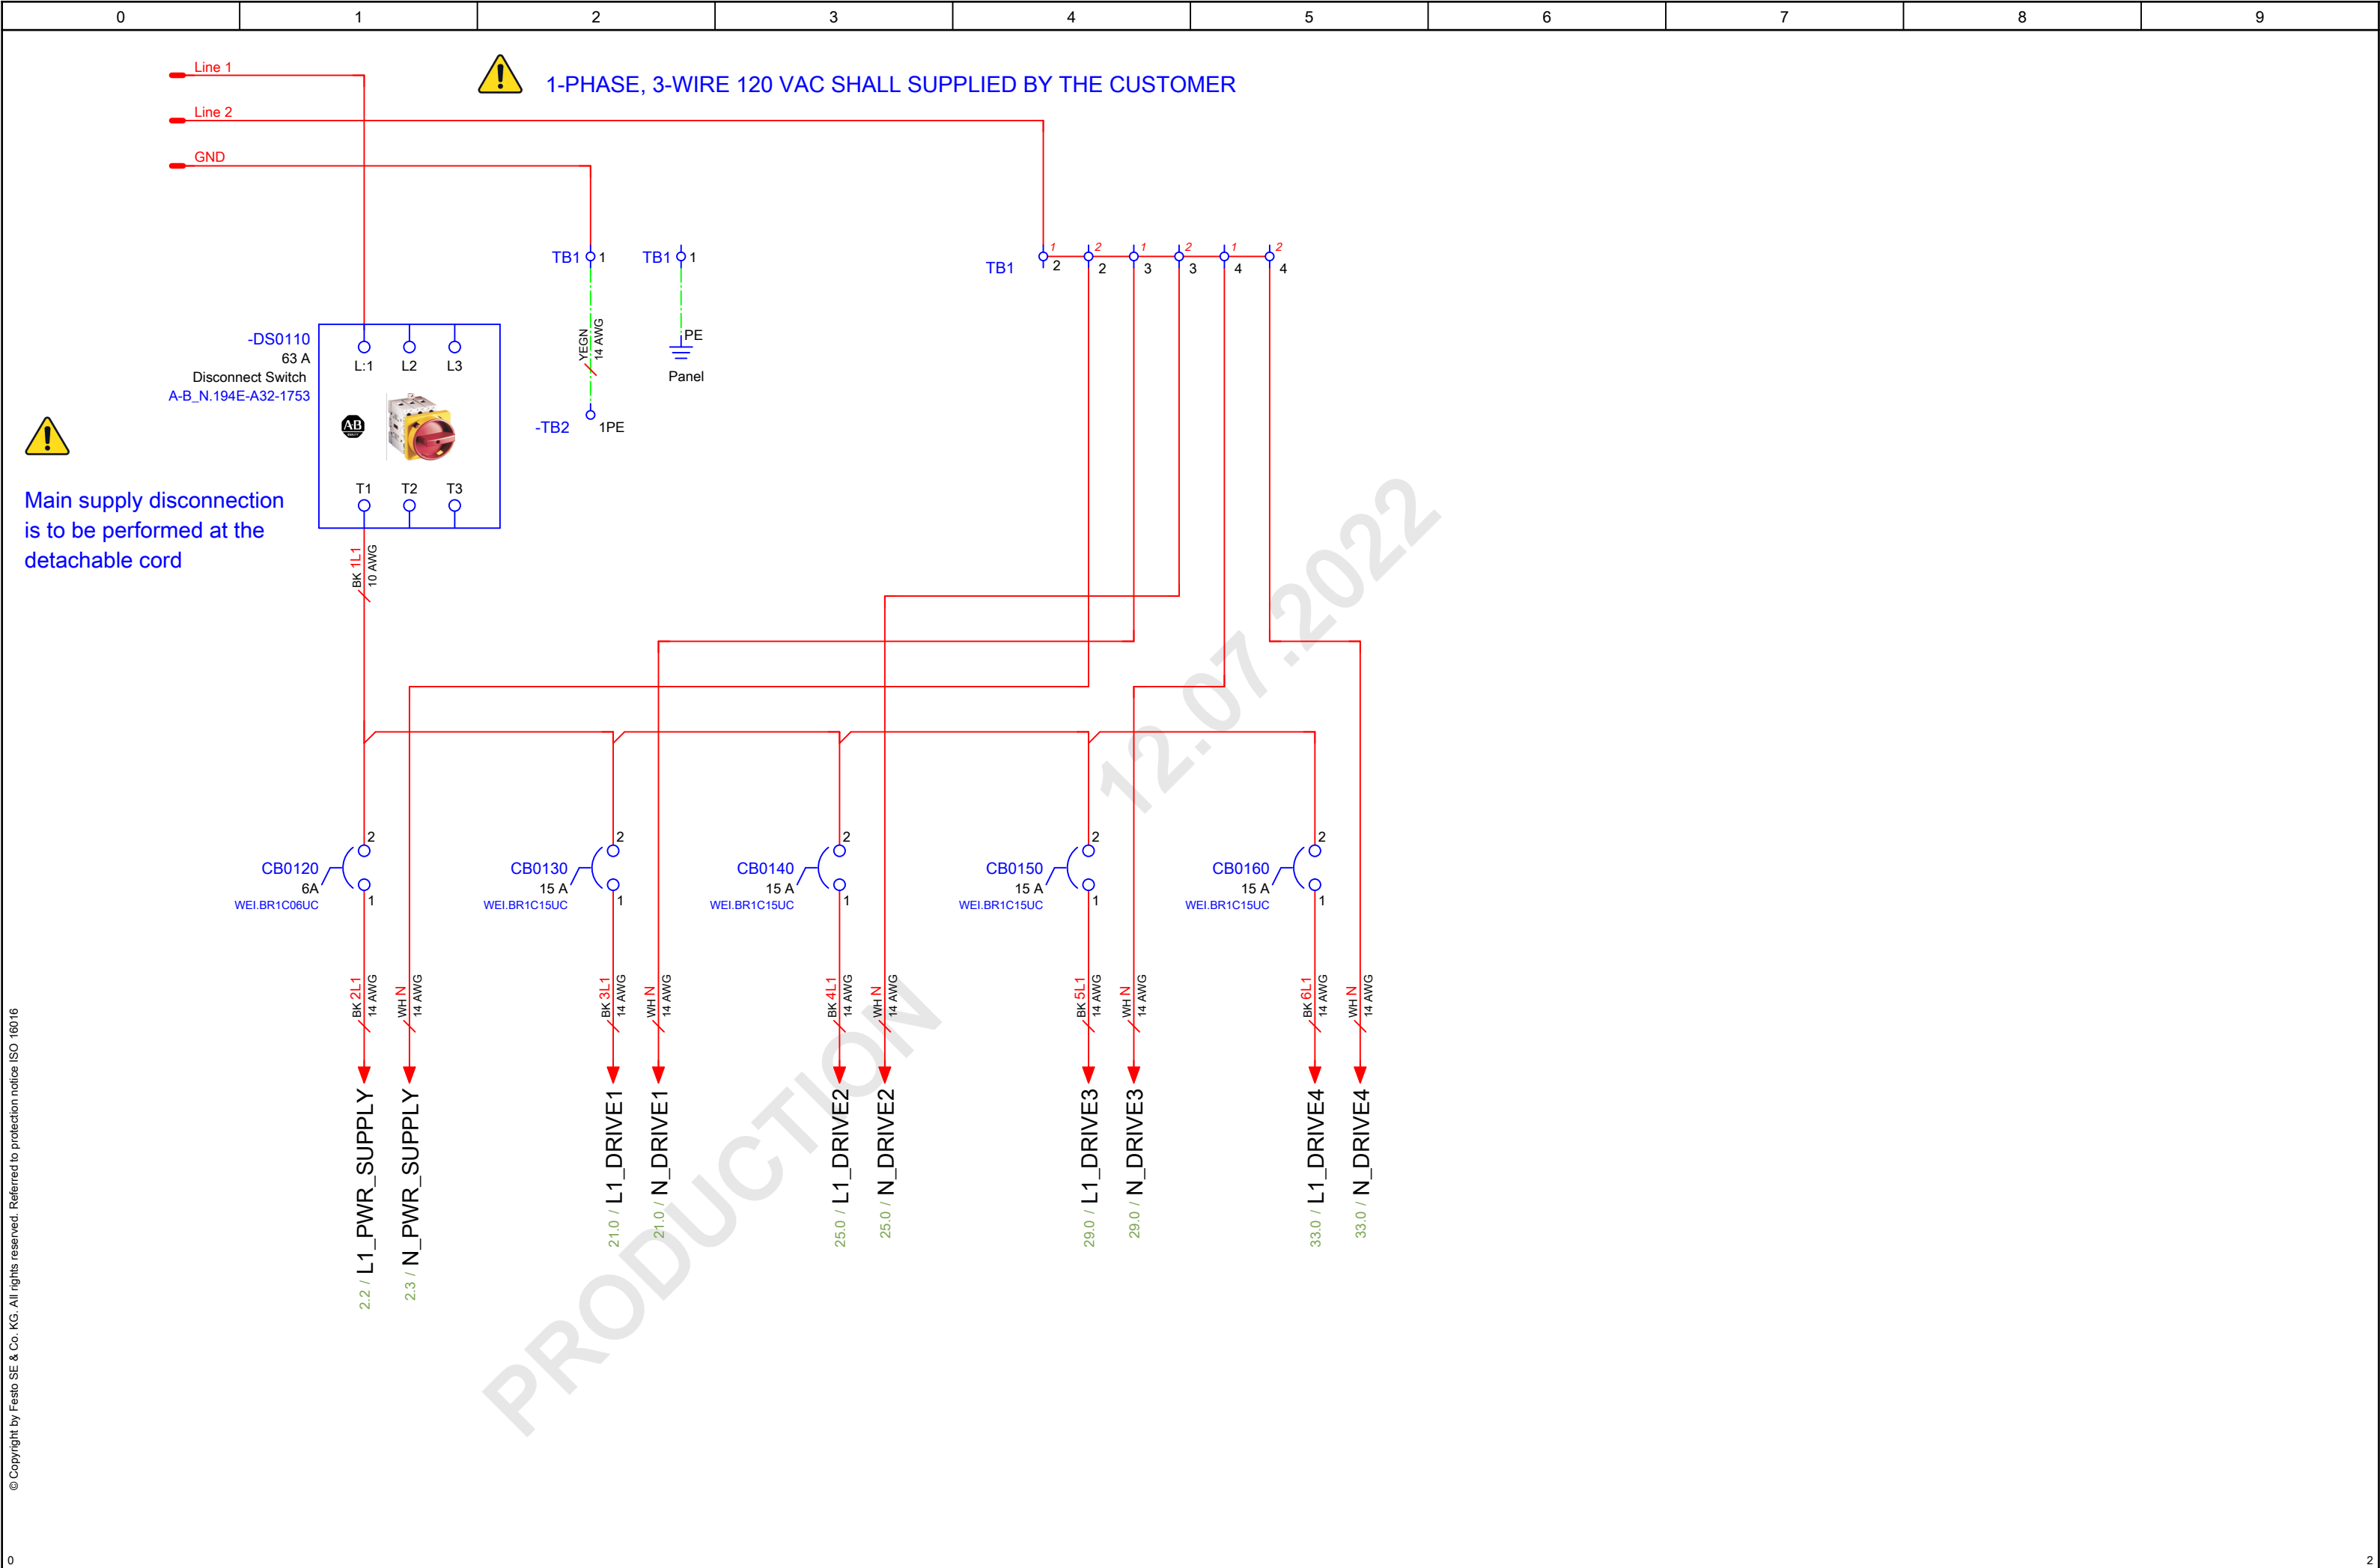 0 1 2 3 4 5 6 7 8 9
Line 1
1-PHASE, 3-WIRE 120 VAC SHALL SUPPLIED BY THE CUSTOMER
Line 2
GND
TB1 1
TB1 1
TB1
1 2 1 2 1 2
2 2 3 3 4 4
-DS0110
63 A
Disconnect Switch
A-B_N.194E-A32-1753
L:1 L2 L3
AB
T1 T2 T3
YEGN
14 AWG
PE
Panel
-TB2 1PE
Main supply disconnection
is to be performed at the
detachable cord
BK 1L1
10 AWG
2
CB0120
6A
WEI.BR1C06UC
1
2
CB0130
15 A
WEI.BR1C15UC
1
2
CB0140
15 A
WEI.BR1C15UC
1
2
CB0150
15 A
WEI.BR1C15UC
1
2
CB0160
15 A
WEI.BR1C15UC
1
BK 2L1
14 AWG
WH N
14 AWG
BK 3L1
14 AWG
WH N
14 AWG
BK 4L1
14 AWG
WH N
14 AWG
BK 5L1
14 AWG
WH N
14 AWG
BK 6L1
14 AWG
WH N
14 AWG
2.2 / L1_PWR_SUPPLY
2.3 / N_PWR_SUPPLY
21.0 / L1_DRIVE1
21.0 / N_DRIVE1
25.0 / L1_DRIVE2
25.0 / N_DRIVE2
29.0 / L1_DRIVE3
29.0 / N_DRIVE3
33.0 / L1_DRIVE4
33.0 / N_DRIVE4
PRODUCTION 12.07.2022
© Copyright by Festo SE & Co. KG. All rights reserved. Referred to protection notice ISO 16016
0
2